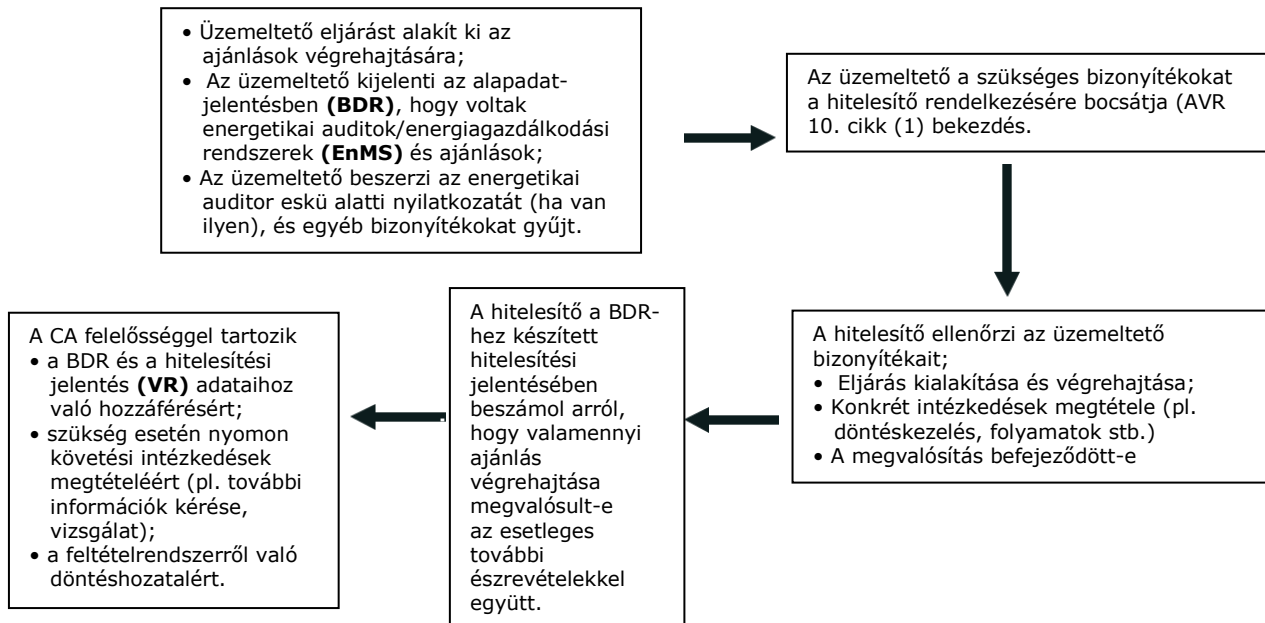 • Üzemeltető eljárást alakít ki az
ajánlások végrehajtására;
• Az üzemeltető kijelenti az alapadat-
jelentésben (BDR), hogy voltak
energetikai auditok/energiagazdálkodási
rendszerek (EnMS) és ajánlások;
• Az üzemeltető beszerzi az energetikai
auditor eskü alatti nyilatkozatát (ha van
ilyen), és egyéb bizonyítékokat gyűjt.
Az üzemeltető a szükséges bizonyítékokat
a hitelesítő rendelkezésére bocsátja (AVR
10. cikk (1) bekezdés.
A hitelesítő ellenőrzi az üzemeltető
bizonyítékait;
• Eljárás kialakítása és végrehajtása;
• Konkrét intézkedések megtétele (pl.
döntéskezelés, folyamatok stb.)
• A megvalósítás befejeződött-e
A hitelesítő a BDR-
hez készített
hitelesítési
jelentésében
beszámol arról,
hogy valamennyi
ajánlás
végrehajtása
megvalósult-e
az esetleges
további
észrevételekkel
együtt.
A CA felelősséggel tartozik
• a BDR és a hitelesítési
jelentés (VR) adataihoz
való hozzáférésért;
• szükség esetén nyomon
követési intézkedések
megtételéért (pl. további
információk kérése,
vizsgálat);
• a feltételrendszerről való
döntéshozatalért.